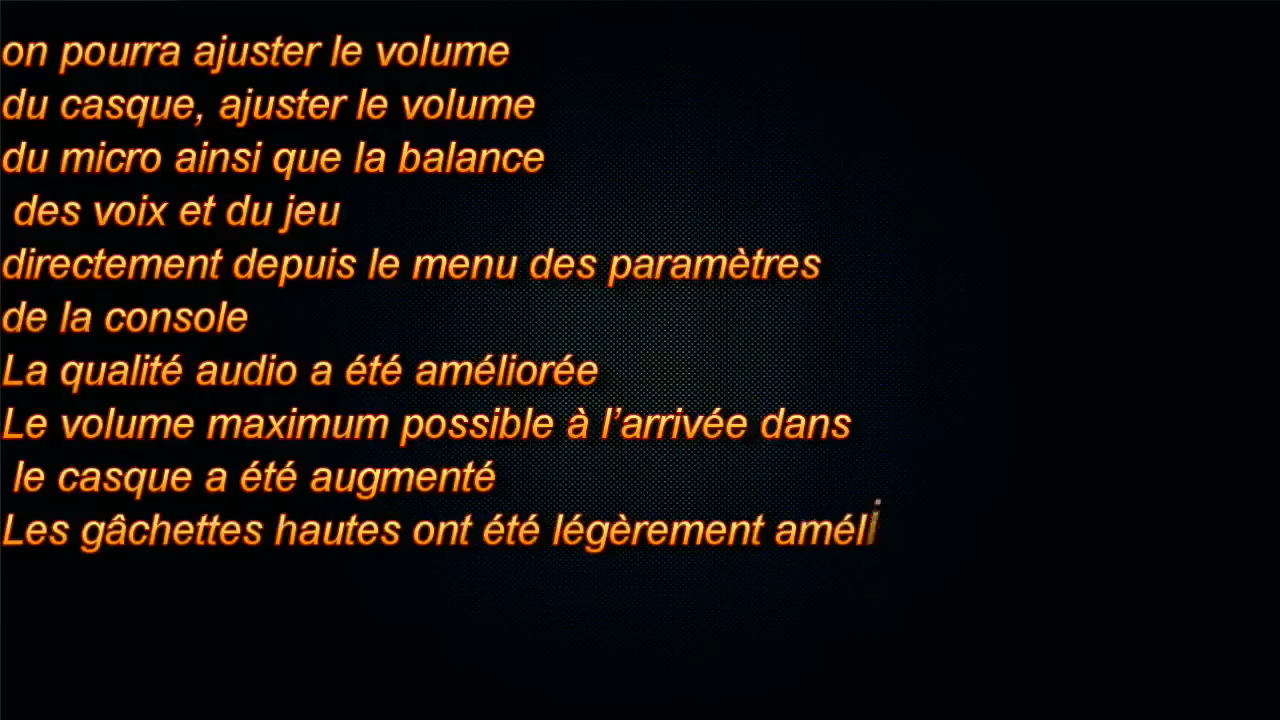 on pourra ajuster le volume
du casque, ajuster le volume
du micro ainsi que la balance
des voix et du jeu
directement depuis le menu des paramètres
de la console
La qualité audio a été améliorée
Le volume maximum possible à l’arrivée dans
le casque a été augmenté
Les gâchettes hautes ont été légèrement améli